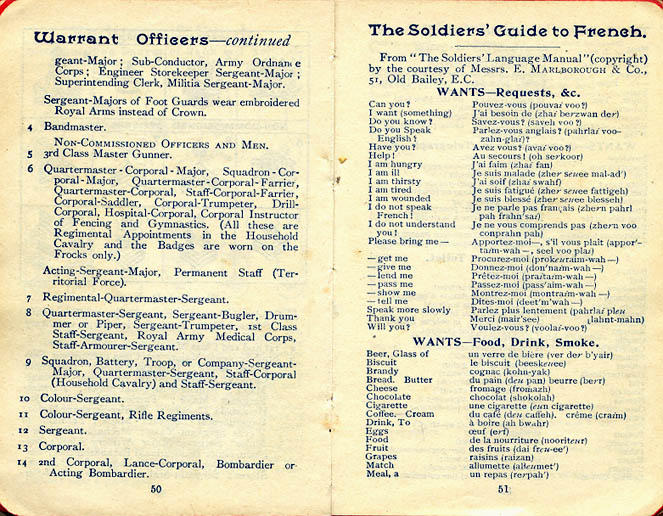 Warrant Officers—continued
geant-Major; Sub-Conductor, Army Ordnance
Corps; Engineer Storekeeper Sergeant-Major;
Superintending Clerk, Militia Sergeant-Major.
Sergeant-Majors of Foot Guards wear embroidered
Royal Arms instead of Crown.
4 Bandmaster.
NON-COMMISSIONED OFFICERS AND MEN.
5 3rd Class Master Gunner.
6 Quartermaster-Corporal-Major, Squadron-Cor-
poral-Major, Quartermaster-Corporal-Farrier,
Quartermaster-Corporal, Staff-Corporal-Farrier,
Corporal-Saddler, Corporal-Trumpeter, Drill-
Corporal, Hospital-Corporal, Corporal Instructor
of Fencing and Gymnastics. (All these are
Regimental Appointments in the Household
Cavalry and the Badges are worn on the
Frocks only.)
Acting-Sergeant-Major, Permanent Staff (Ter-
ritorial Force).
7 Regimental-Quartermaster-Sergeant.
8 Quartermaster-Sergeant, Sergeant-Bugler, Drum-
mer or Piper, Sergeant-Trumpeter, 1st Class
Staff-Sergeant, Royal Army Medical Corps,
Staff-Armourer-Sergeant.
9 Squadron, Battery, Troop, or Company-Sergeant-
Major, Quartermaster-Sergeant, Staff-Corporal
(Household Cavalry) and Staff-Sergeant.
10 Colour-Sergeant.
11 Colour-Sergeant, Rifle Regiments.
12 Sergeant.
13 Corporal.
14 2nd Corporal, Lance-Corporal, Bombardier or
Acting Bombardier.
50
The Soldiers' Guide to French.
From "The Soldiers' Language Manual" (copyright)
by the courtesy of Messrs. E. MARLBOROUGH & Co.,
51, Old Bailey, E.C.
WANTS—Requests, &c.
Can you? Pouvez-vous (pouvai voo?)
I want (something) J'ai besoin de (zhai berzwan der)
Do you know? Savez-vous? (saveh voo?)
Do you Speak Parlez-vous anglais? (pahrlai voo-
English? zahn-glai?)
Have you? Avez vous? (avai voo?)
Help! Au secours! (oh serkoor)
I am hungry J'ai faim (zhai fan)
I am ill Je suis malade (zher senee mal-ad')
I am thirsty J'ai soif (zhai swahf)
I am tired Je suis fatigué (zher senee fattigeh)
I am wounded Je suis blessé (zher senee blesseh)
I do not speak Je ne parle pas français (zhern pahrl
French! pah frahn'sai)
I do not understand Je ne vous comprends pas (zhern voo
you! conprahn pah)
Please bring me— Apportez-moi—, s'il vous plait (appor'-
tai-mwah—, seel voo plai)
—get me Procurez-moi (prokenraim-wah—)
—give me Donnez-moi (don'naim-wah—)
—lend me Prêtez-moi (praitaim-wah—)
—pass me Passez-moi (pass'aim-wah—)
—show me Montrez-moi (montraim-wah—)
—tell me Dites-moi (deet'm'wah—)
Speak more slowly Parlez plus lentement (pahrlai plen
Thank you Merci (mair'see) [lahnt-mahn)
Will you? Voulez-vous? (voolai-voo?)
WANTS—Food, Drink, Smoke.
Beer, Glass of un verre de bière (ver der b'yair)
Biscuit le biscuit (beeskenee)
Brandy cognac (kohn-yak)
Bread. Butter du pain (den pan) beurre (berr)
Cheese fromage (fromazh)
Chocolate chocolat (shokolah)
Cigarette une cigarette (enn cigarette)
Coffee. Cream du café (den caffeh). crême (craim)
Drink, To à boire (ah bwahr)
Eggs œuf (erf)
Food de la nourriture (nooritenr)
Fruit des fruits (dai fren-ee')
Grapes raisins (raizan)
Match allumette (allenmet')
Meal, a un repas (rerpah')
51